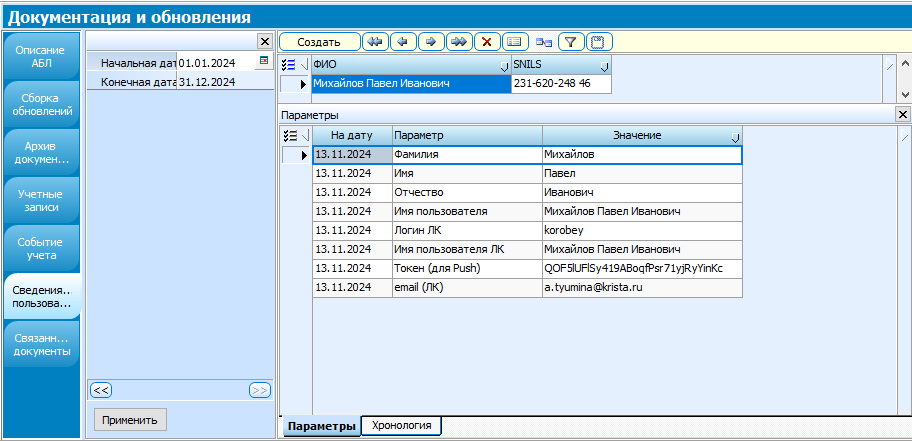 Документация и обновления
Описание
АБЛ
Сборка
обновлений
Архив
докумен...
Учетные
записи
Событие
учета
Сведения...
пользова...
Связанн...
документы
Начальная дат 01.01.2024
Конечная дата 31.12.2024
<< >>
Применить
Создать
ФИО SNILS
Михайлов Павел Иванович 231-620-248 46
Параметры
На дату Параметр Значение
13.11.2024 Фамилия Михайлов
13.11.2024 Имя Павел
13.11.2024 Отчество Иванович
13.11.2024 Имя пользователя Михайлов Павел Иванович
13.11.2024 Логин ЛК korobey
13.11.2024 Имя пользователя ЛК Михайлов Павел Иванович
13.11.2024 Токен (для Push) QOF5lUFlSy419ABoqfPsr71yjRyYinKc
13.11.2024 email (ЛК) a.tyumina@krista.ru
Параметры Хронология